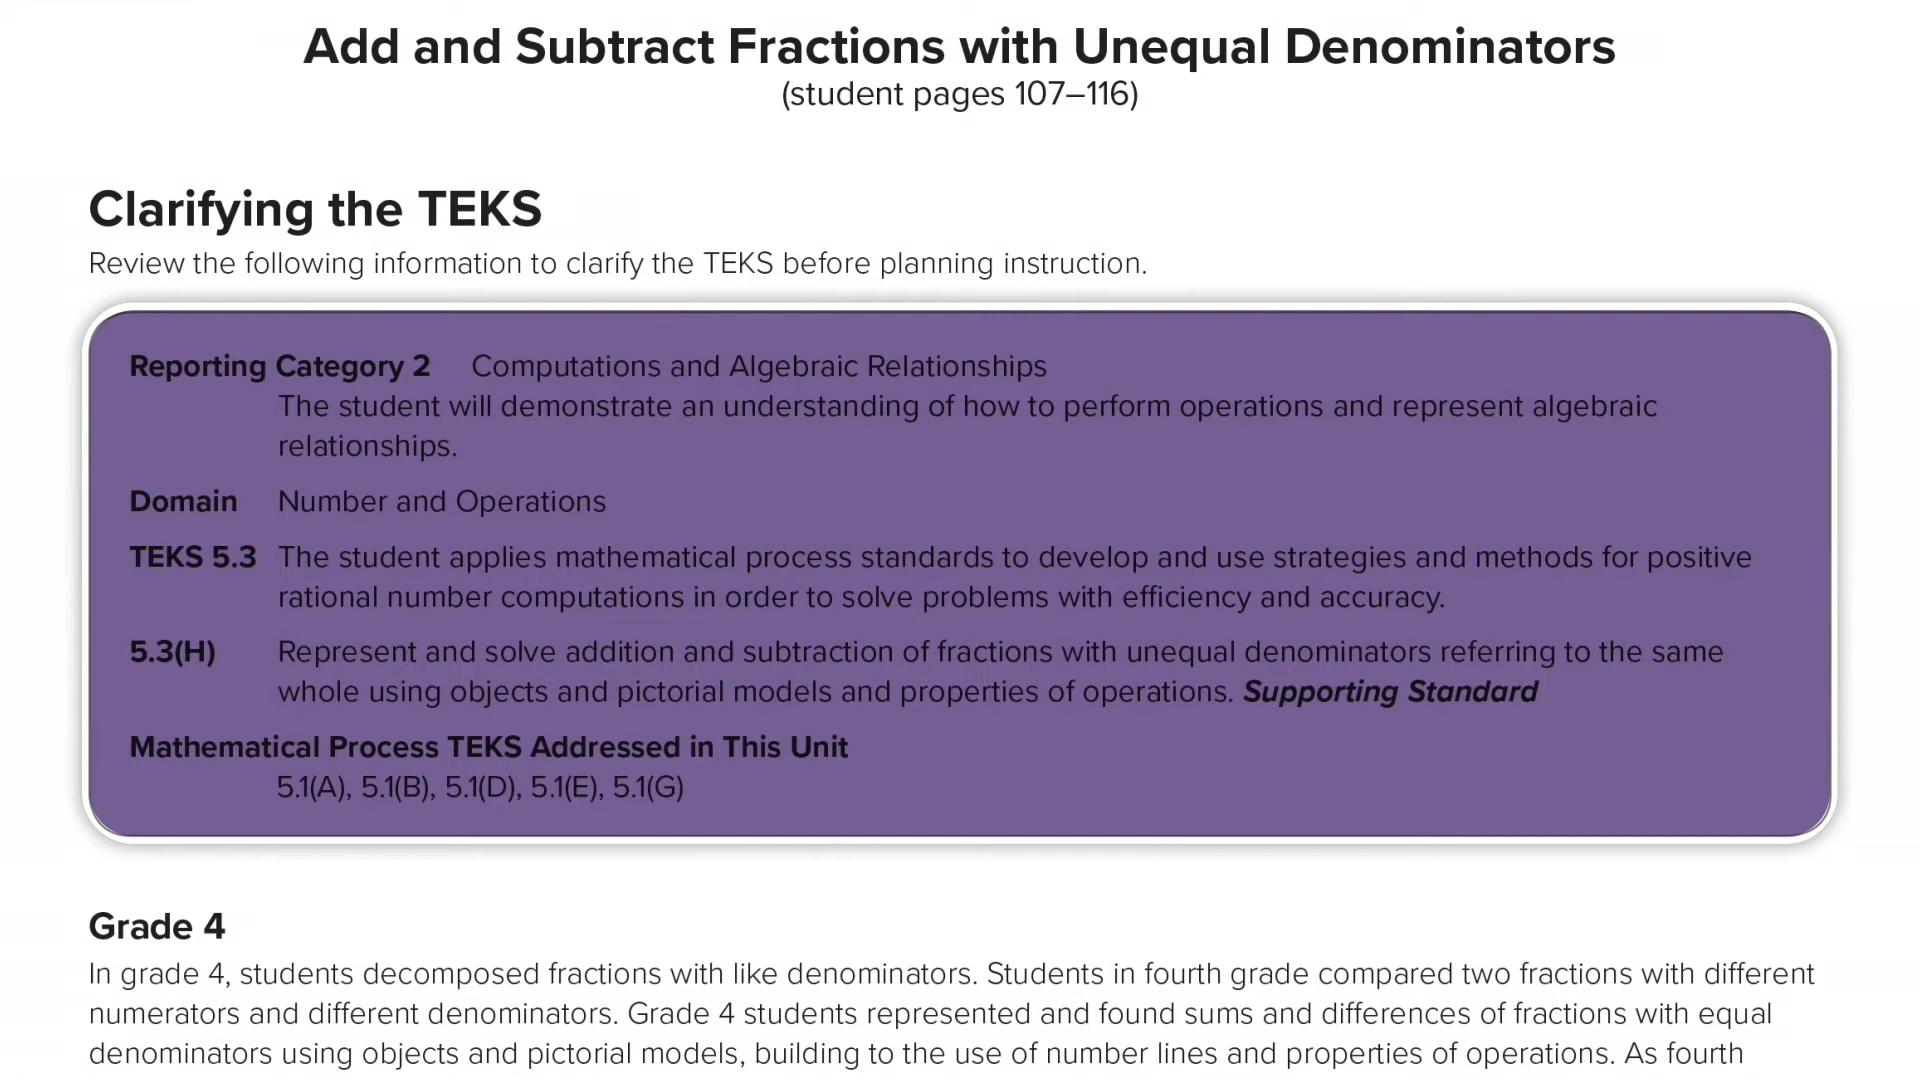 Add and Subtract Fractions with Unequal Denominators
(student pages 107–116)
Clarifying the TEKS
Review the following information to clarify the TEKS before planning instruction.
Reporting Category 2 Computations and Algebraic Relationships
The student will demonstrate an understanding of how to perform operations and represent algebraic
relationships.
Domain Number and Operations
TEKS 5.3 The student applies mathematical process standards to develop and use strategies and methods for positive
rational number computations in order to solve problems with efficiency and accuracy.
5.3(H) Represent and solve addition and subtraction of fractions with unequal denominators referring to the same
whole using objects and pictorial models and properties of operations. Supporting Standard
Mathematical Process TEKS Addressed in This Unit
5.1(A), 5.1(B), 5.1(D), 5.1(E), 5.1(G)
Grade 4
In grade 4, students decomposed fractions with like denominators. Students in fourth grade compared two fractions with different
numerators and different denominators. Grade 4 students represented and found sums and differences of fractions with equal
denominators using objects and pictorial models, building to the use of number lines and properties of operations. As fourth